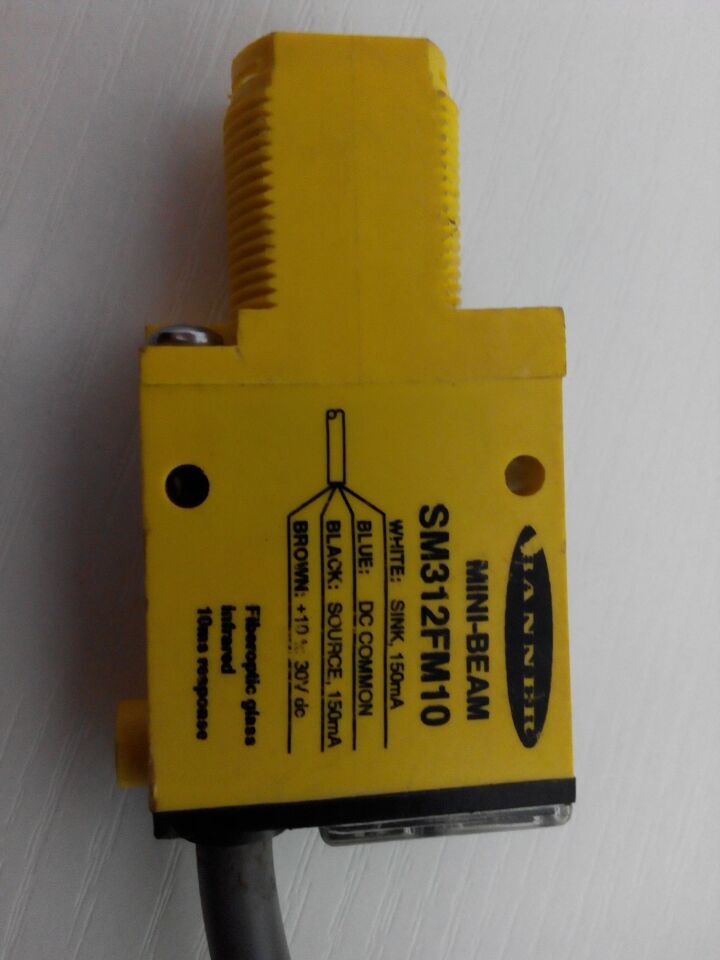 BANNER
MINI-BEAM
SM312FM10
WHITE: SINK, 150mA
BLUE: DC COMMON
BLACK: SOURCE, 150mA
BROWN: +10 to 30V dc
Fiberoptic glass
Infrared
10ms response